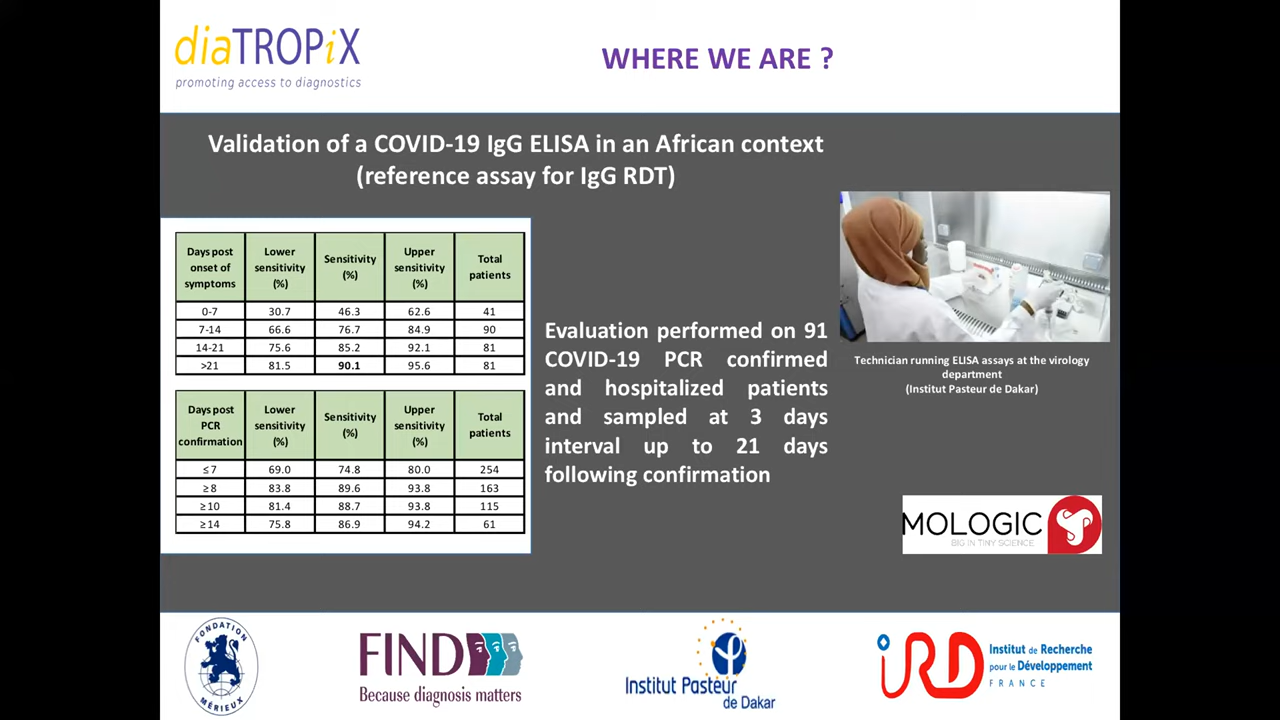 diaTROPiX
promoting access to diagnostics
WHERE WE ARE ?
Validation of a COVID-19 IgG ELISA in an African context
(reference assay for IgG RDT)
Days post onset of symptoms Lower sensitivity (%) Sensitivity (%) Upper sensitivity (%) Total patients
0-7 30.7 46.3 62.6 41
7-14 66.6 76.7 84.9 90
14-21 75.6 85.2 92.1 81
>21 81.5 90.1 95.6 81
Days post PCR confirmation Lower sensitivity (%) Sensitivity (%) Upper sensitivity (%) Total patients
≤7 69.0 74.8 80.0 254
≥8 83.8 89.6 93.8 163
≥10 81.4 88.7 93.8 115
≥14 75.8 86.9 94.2 61
Evaluation performed on 91
COVID-19 PCR confirmed
and hospitalized patients
and sampled at 3 days
interval up to 21 days
following confirmation
Technician running ELISA assays at the virology
department
(Institut Pasteur de Dakar)
MOLOGIC
BIG IN TINY SCIENCE
FONDATION
MÉRIEUX
FIND
Because diagnosis matters
Institut Pasteur
de Dakar
iRD
Institut de Recherche
pour le Développement
FRANCE